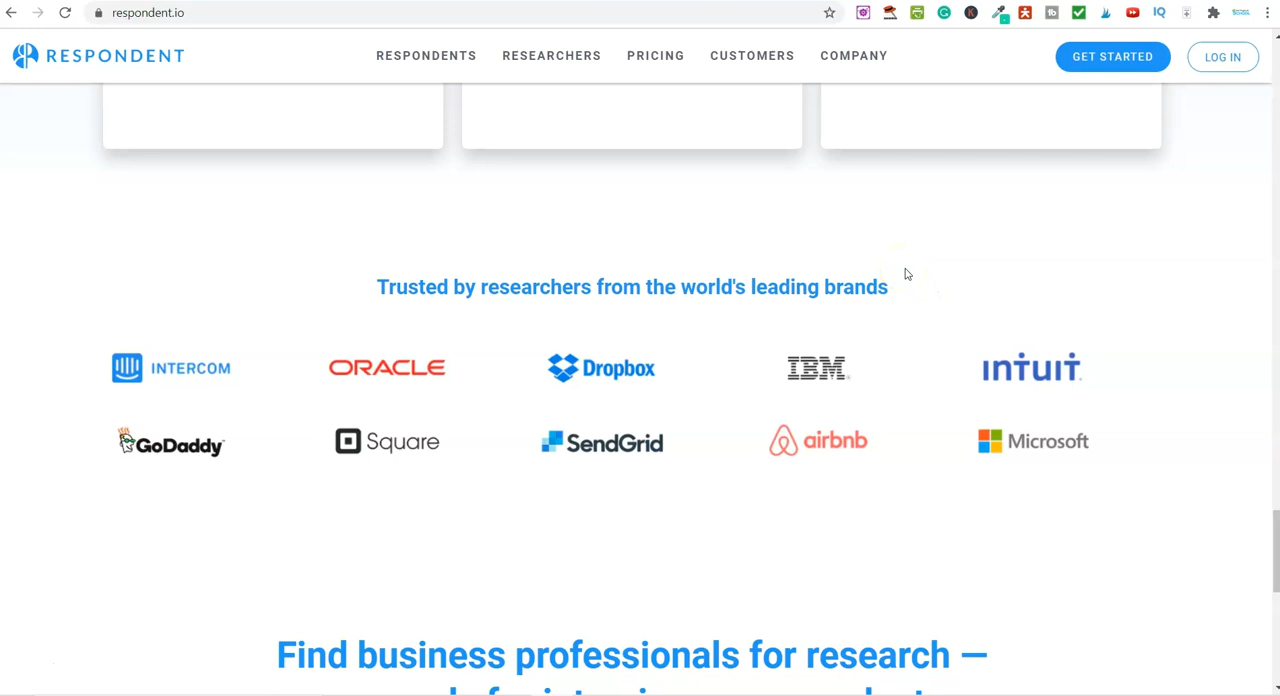 respondent.io
RESPONDENT
RESPONDENTS RESEARCHERS PRICING CUSTOMERS COMPANY
GET STARTED
LOG IN
Trusted by researchers from the world's leading brands
INTERCOM ORACLE Dropbox IBM intuit
GoDaddy Square SendGrid airbnb Microsoft
Find business professionals for research —